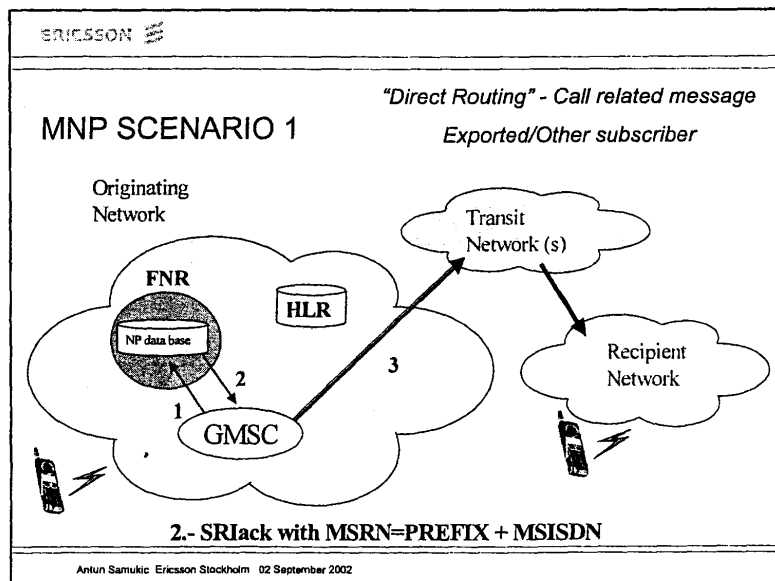 ERICSSON
"Direct Routing" - Call related message
MNP SCENARIO 1
Exported/Other subscriber
Originating
Network
Transit
Network (s)
FNR
HLR
NP data base
Recipient
Network
3
2
1
GMSC
2.- SRIack with MSRN=PREFIX + MSISDN
Antun Samukic Ericsson Stockholm 02 September 2002